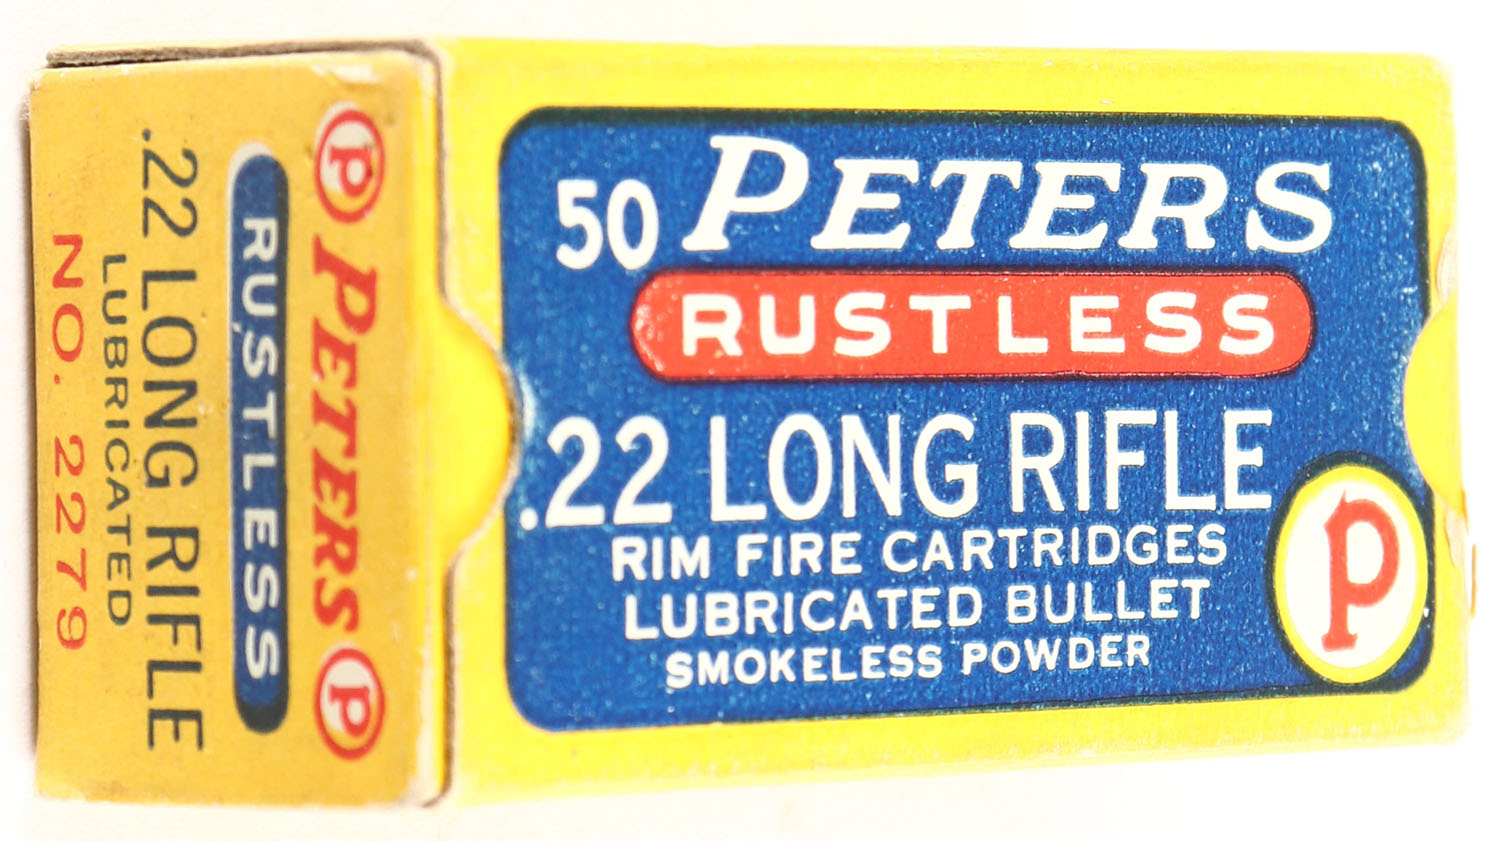 50 PETERS
RUSTLESS
.22 LONG RIFLE
RIM FIRE CARTRIDGES
LUBRICATED BULLET
SMOKELESS POWDER
P
P PETERS P
RUSTLESS
.22 LONG RIFLE
LUBRICATED
NO. 2279